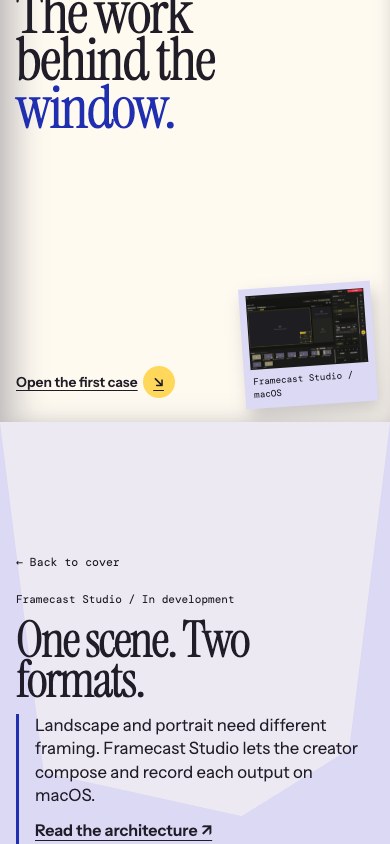 The work
behind the
window.
Open the first case
Framecast Studio /
macOS
← Back to cover
Framecast Studio / In development
One scene. Two
formats.
Landscape and portrait need different
framing. Framecast Studio lets the creator
compose and record each output on
macOS.
Read the architecture ↗